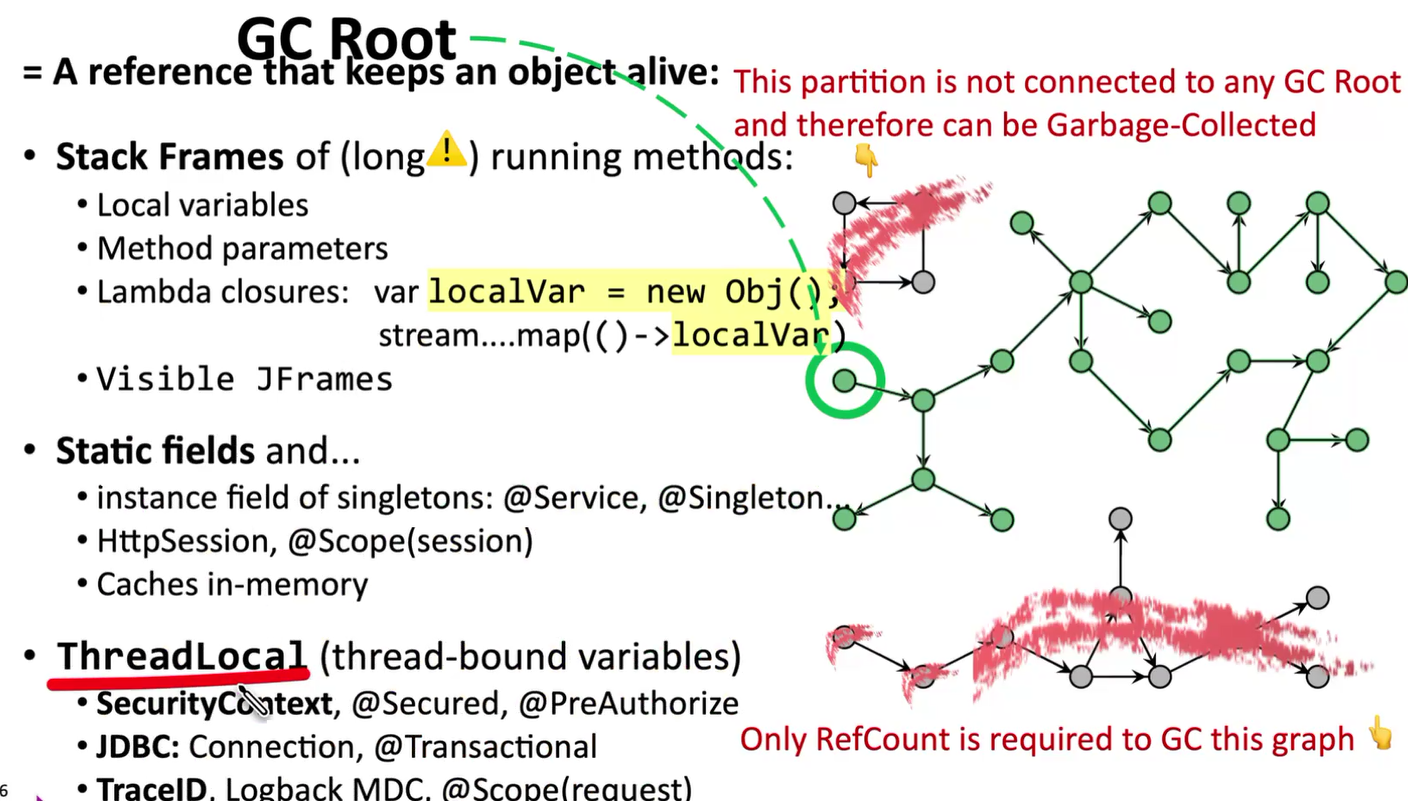 GC Root
= A reference that keeps an object alive:
This partition is not connected to any GC Root
and therefore can be Garbage-Collected
• Stack Frames of (long⚠) running methods:
• Local variables
• Method parameters
• Lambda closures: var localVar = new Obj();
stream....map(()->localVar)
• Visible JFrames
• Static fields and...
• instance field of singletons: @Service, @Singleton...
• HttpSession, @Scope(session)
• Caches in-memory
• ThreadLocal (thread-bound variables)
• SecurityContext, @Secured, @PreAuthorize
• JDBC: Connection, @Transactional
• TraceID, Logback MDC, @Scope(request)
Only RefCount is required to GC this graph
6